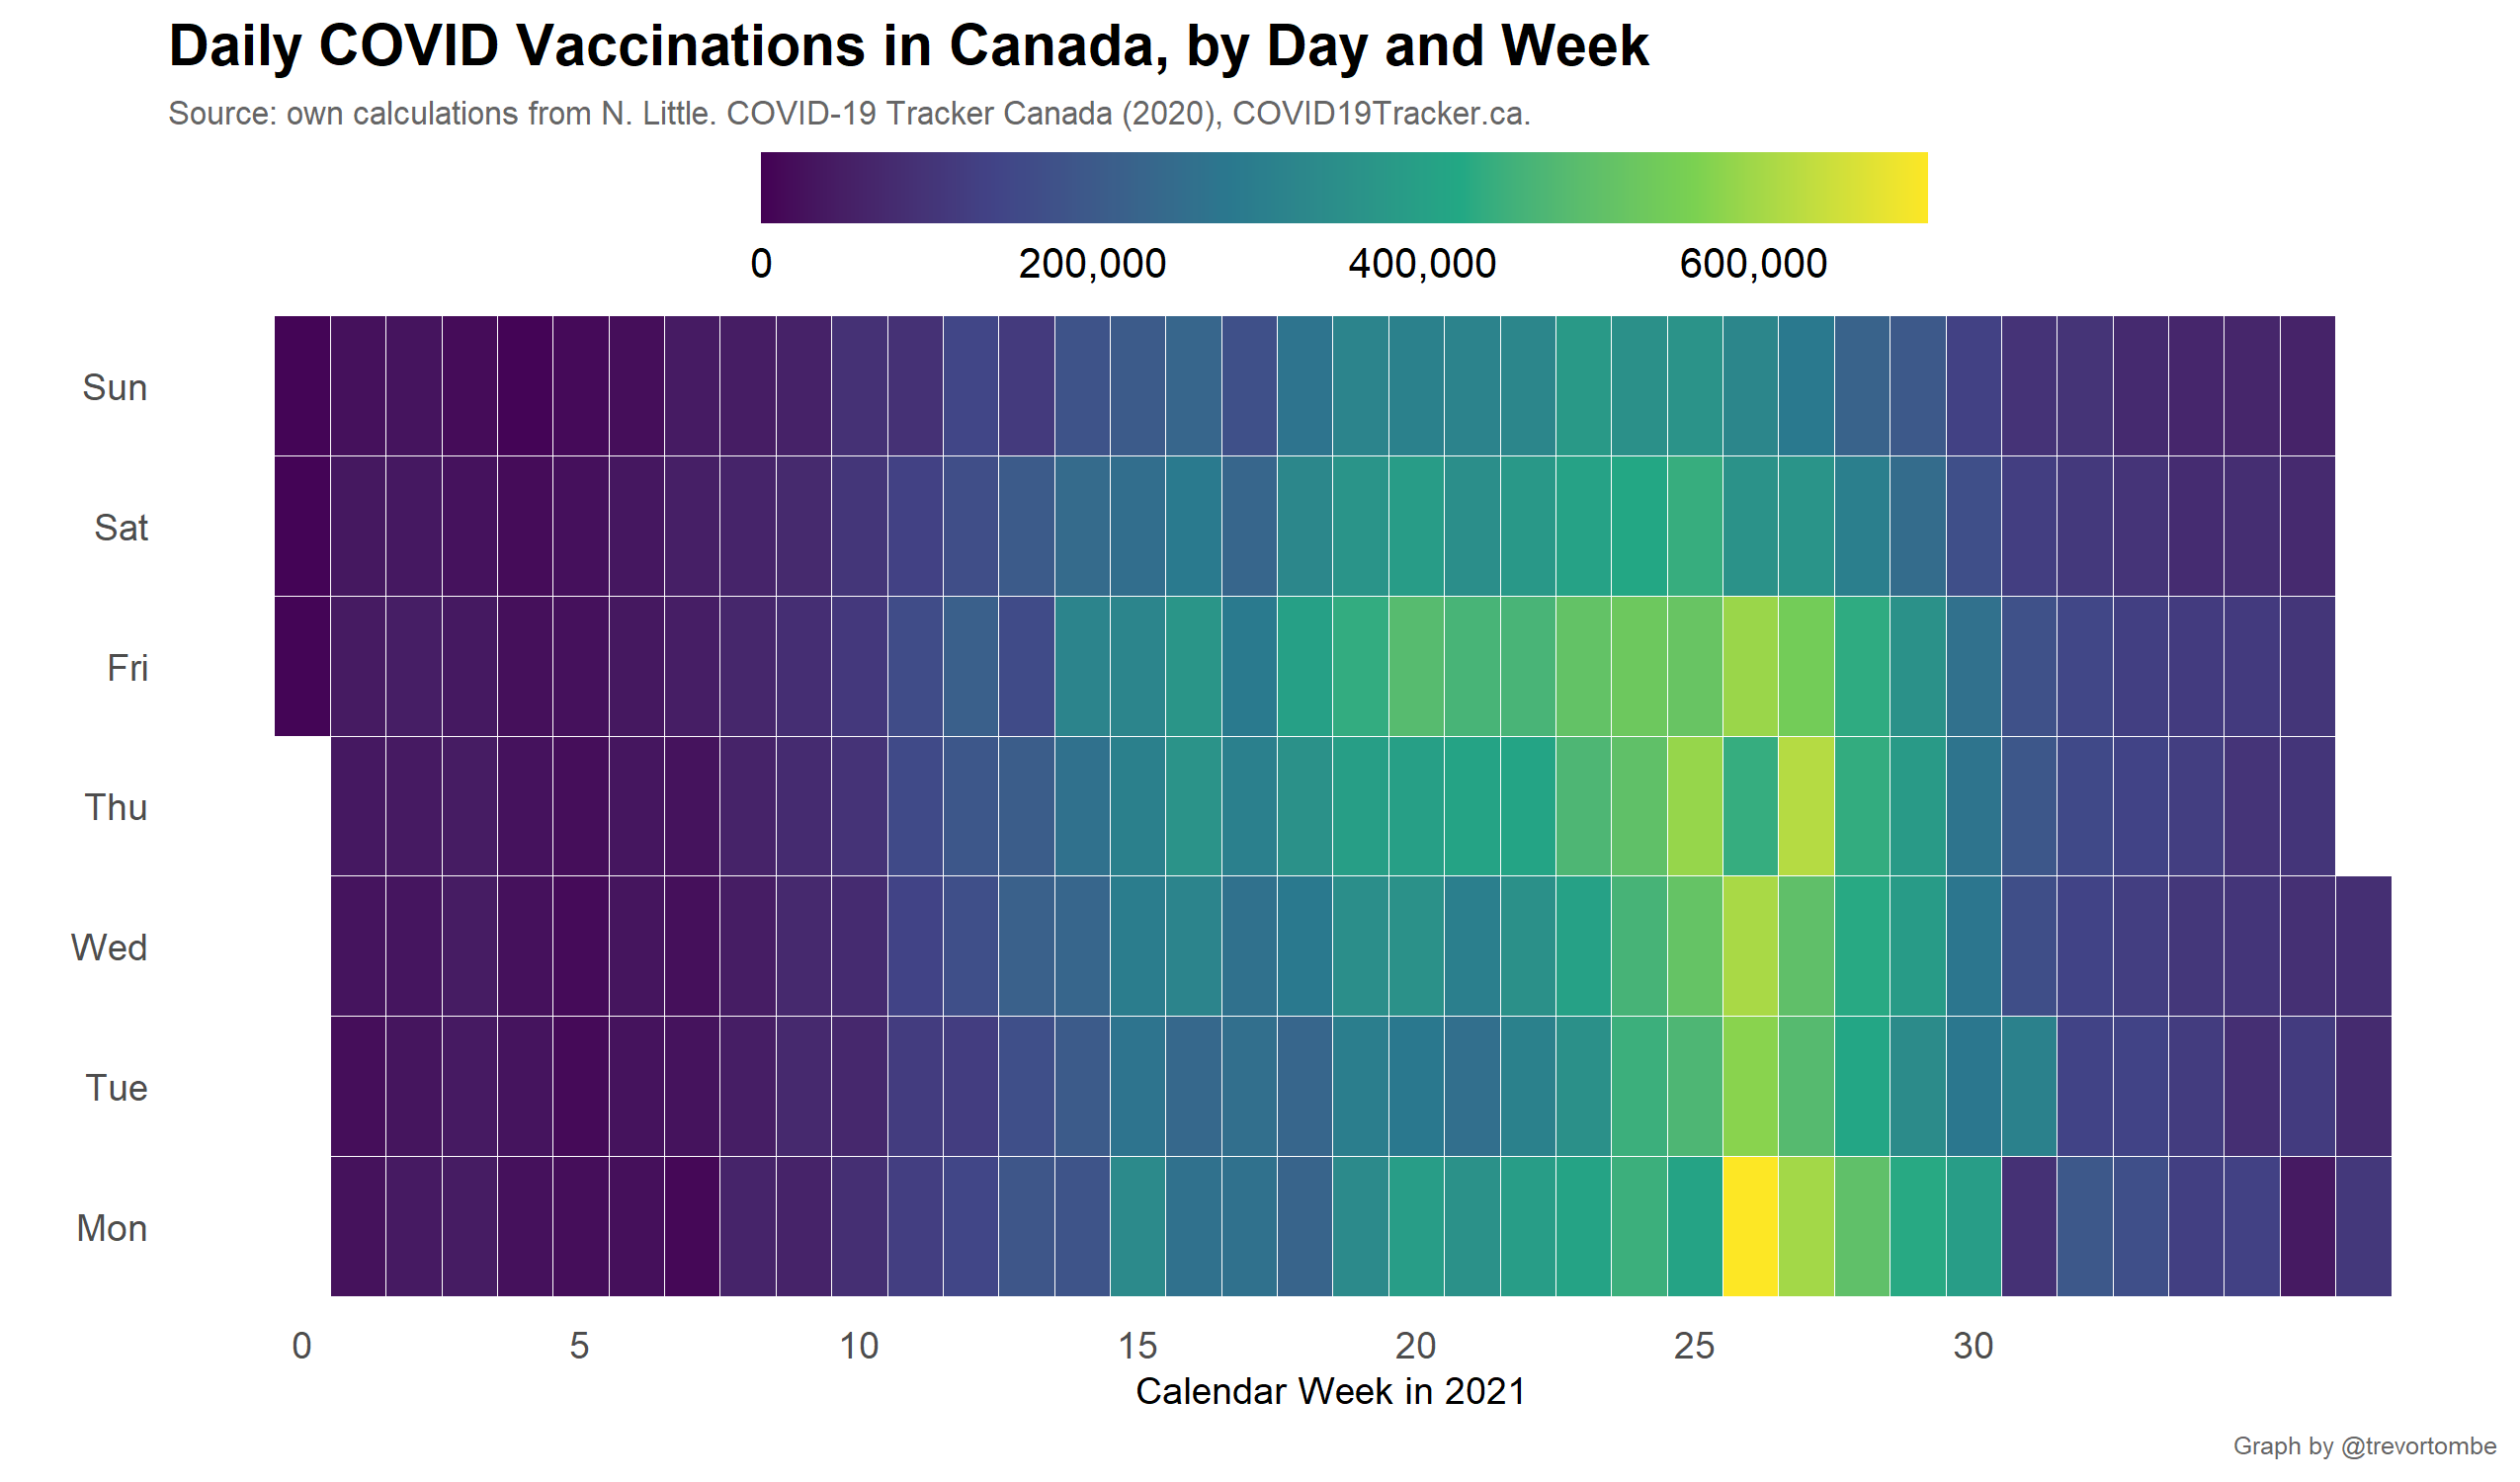 Daily COVID Vaccinations in Canada, by Day and Week
Source: own calculations from N. Little. COVID-19 Tracker Canada (2020), COVID19Tracker.ca.
0 200,000 400,000 600,000
Sun
Sat
Fri
Thu
Wed
Tue
Mon
0 5 10 15 20 25 30
Calendar Week in 2021
Graph by @trevortombe